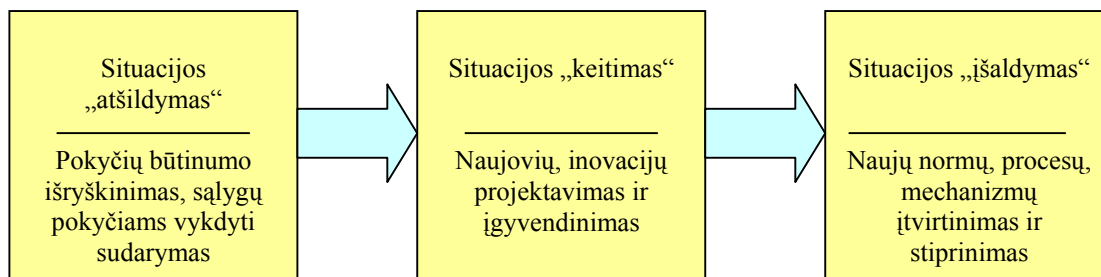 Situacijos
„atšildymas“
Pokyčių būtinumo
išryškinimas, sąlygų
pokyčiams vykdyti
sudarymas
Situacijos „keitimas“
Naujovių, inovacijų
projektavimas ir
įgyvendinimas
Situacijos „įšaldymas“
Naujų normų, procesų,
mechanizmų
įtvirtinimas ir
stiprinimas